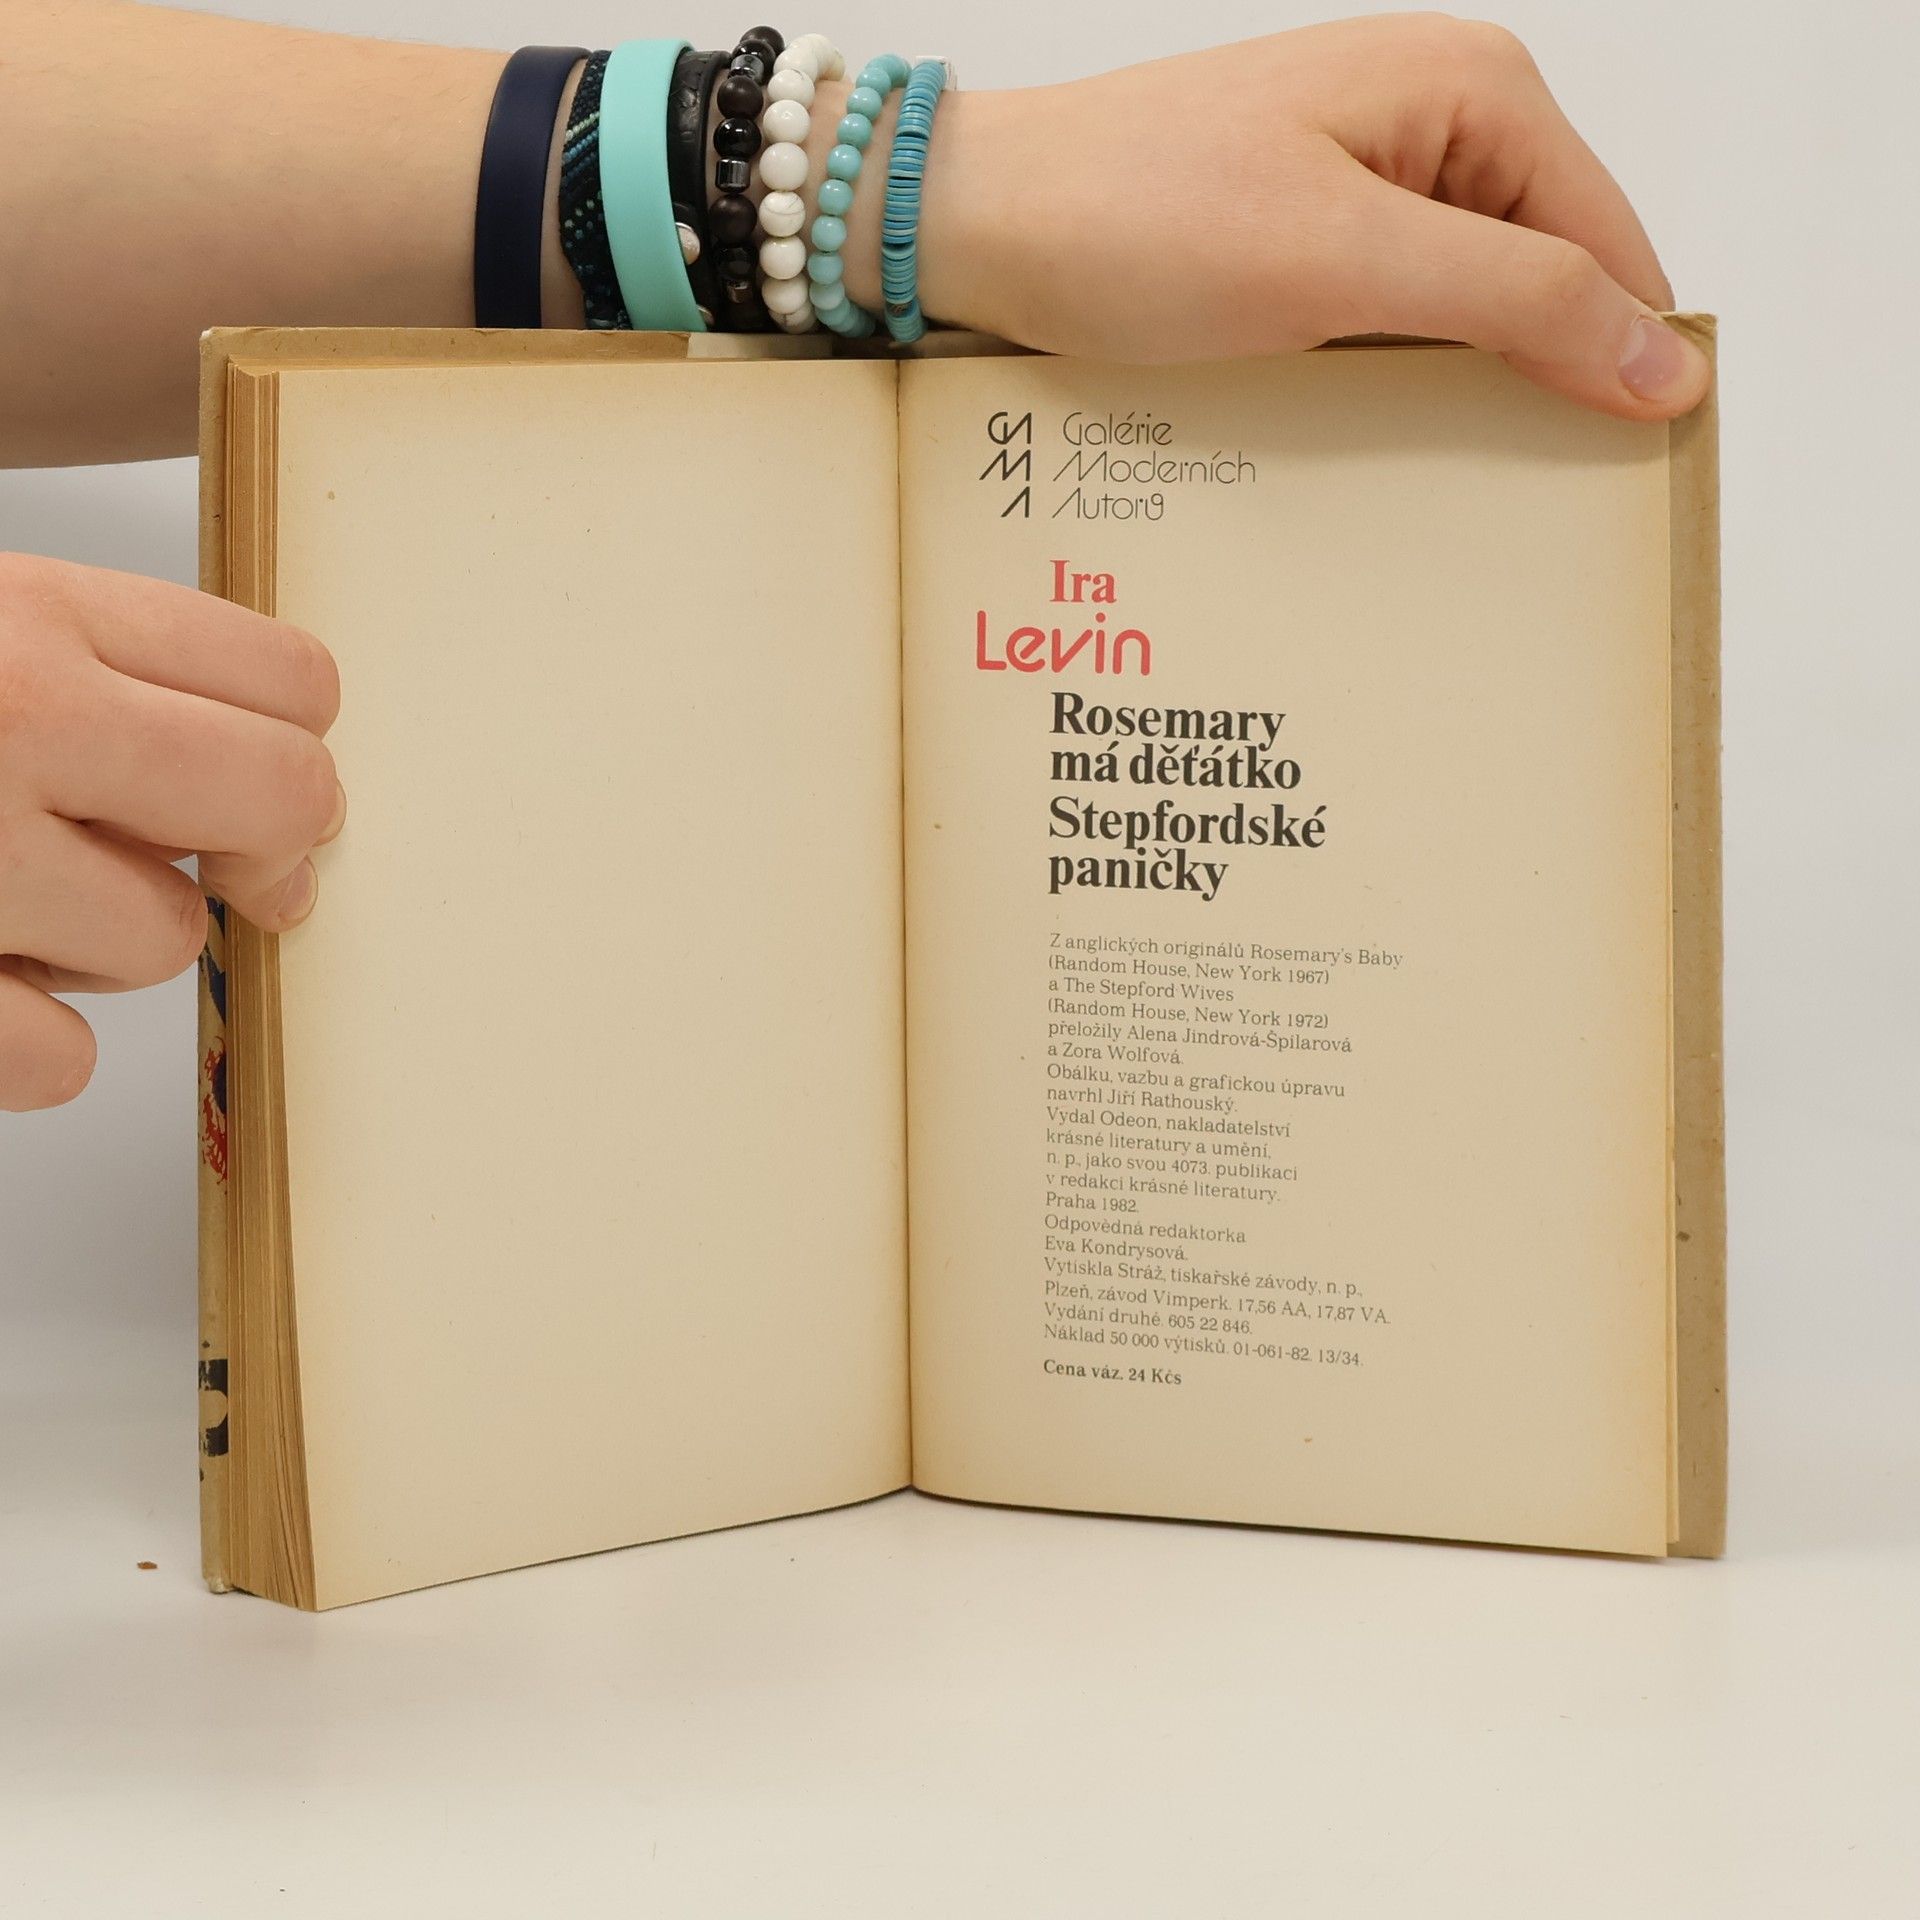 GMA Galérie
Moderních
Autorů
Ira
Levin
Rosemary
má děťátko
Stepfordské
paničky
Z anglických originálů Rosemary's Baby
(Random House, New York 1967)
a The Stepford Wives
(Random House, New York 1972)
přeložily Alena Jindrová-Špilarová
a Zora Wolfová.
Obálku, vazbu a grafickou úpravu
navrhl Jiří Rathouský.
Vydal Odeon, nakladatelství
krásné literatury a umění,
n. p., jako svou 4073. publikaci
v redakci krásné literatury.
Praha 1982.
Odpovědná redaktorka
Eva Kondrysová.
Vytiskla Stráž, tiskařské závody, n. p.,
Plzeň, závod Vimperk. 17,56 AA, 17,87 VA.
Vydání druhé. 605 22 846.
Náklad 50 000 výtisků. 01-061-82. 13/34.
Cena váz. 24 Kčs